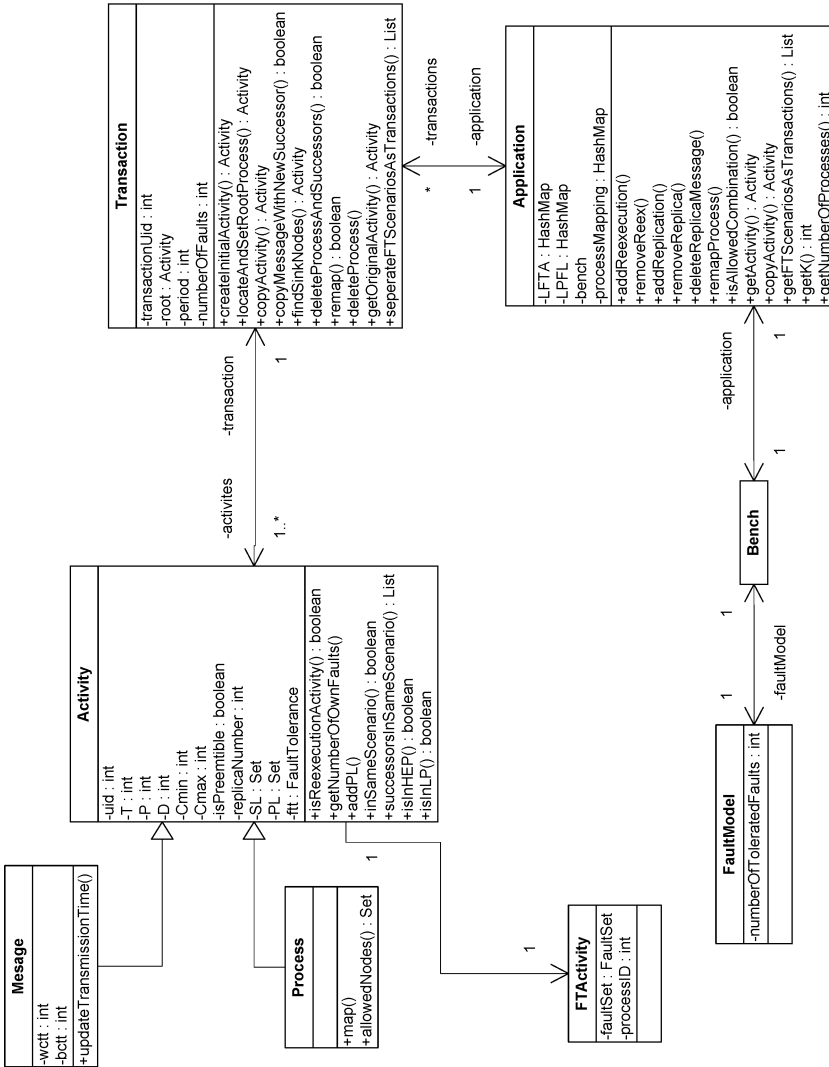 Mesage
-wctt : int
-bctt : int
+updateTransmissionTime()
Process
+map()
+allowedNodes() : Set
FTActivity
-faultSet : FaultSet
-processID : int
1
1
Activity
-uid : int
-T : int
-P : int
-D : int
-Cmin : int
-Cmax : int
-isPreemtible : boolean
-replicaNumber : int
-SL : Set
-PL : Set
-ftt : FaultTolerance
+isReexecutionActivity() : boolean
+getNumberOfOwnFaults()
+addPL()
+inSameScenario() : boolean
+successorsInSameScenario() : List
+isInHEP() : boolean
+isInLP() : boolean
-activites
-transaction
1..*
1
Transaction
-transactionUid : int
-root : Activity
-period : int
-numberOfFaults : int
+createInitialActivity() : Activity
+locateAndSetRootProcess() : Activity
+copyActivity() : Activity
+copyMessageWithNewSuccessor() : boolean
+findSinkNodes() : Activity
+deleteProcessAndSuccessors() : boolean
+remap() : boolean
+deleteProcess()
+getOriginalActivity() : Activity
+seperateFTScenariosAsTransactions() : List
-transactions
*
-application
1
FaultModel
-numberOfToleratedFaults : int
1
1
-faultModel
Bench
-application
1
1
Application
-LFTA : HashMap
-LPFL : HashMap
-bench
-processMapping : HashMap
+addReexecution()
+removeReex()
+addReplication()
+removeReplica()
+deleteReplicaMessage()
+remapProcess()
+isAllowedCombination() : boolean
+getActivity() : Activity
+copyActivity() : Activity
+getFTScenariosAsTransactions() : List
+getK() : int
+getNumberOfProcesses() : int